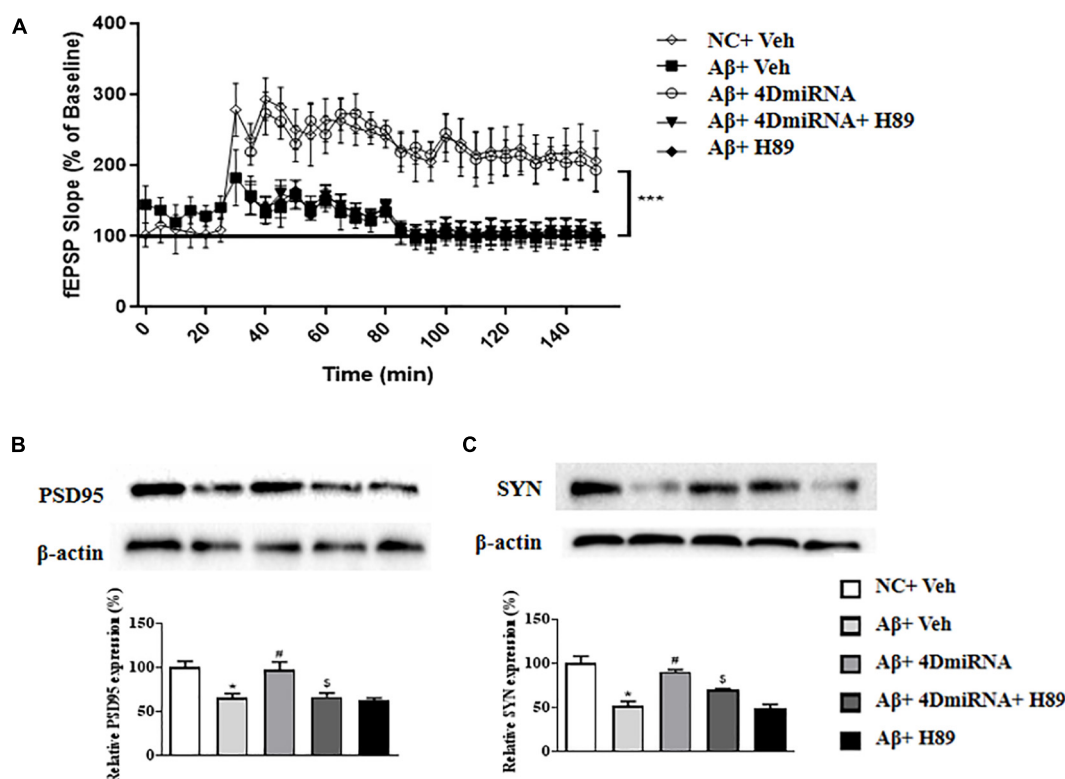 A
400
300
200
100
0
fEPSP Slope (% of Baseline)
0 20 40 60 80 100 120 140
Time (min)
NC+ Veh
Aβ+ Veh
Aβ+ 4DmiRNA
Aβ+ 4DmiRNA+ H89
Aβ+ H89
***
B
PSD95
β-actin
Relative PSD95 expression (%)
150
100
50
0
*
#
$
C
SYN
β-actin
Relative SYN expression (%)
150
100
50
0
*
#
$
NC+ Veh
Aβ+ Veh
Aβ+ 4DmiRNA
Aβ+ 4DmiRNA+ H89
Aβ+ H89